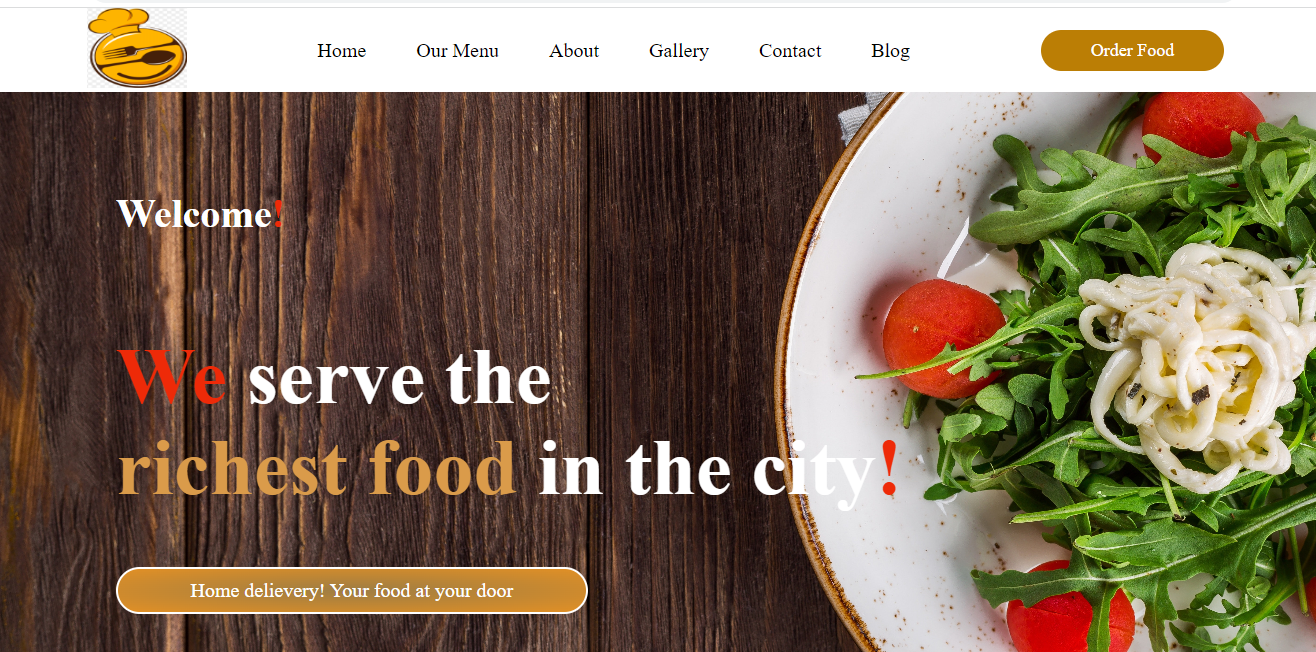 Home Our Menu About Gallery Contact Blog Order Food
Welcome!
We serve the
richest food in the city!
Home delievery! Your food at your door